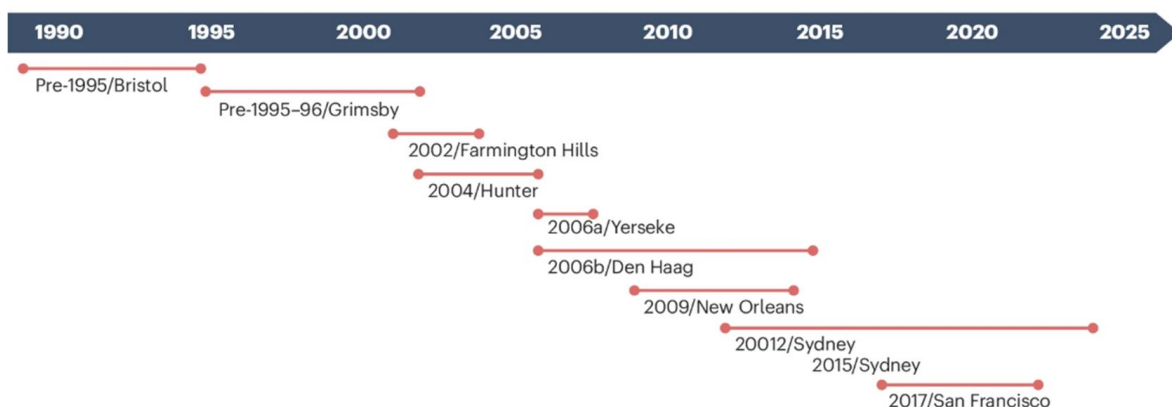 1990 1995 2000 2005 2010 2015 2020 2025
Pre-1995/Bristol
Pre-1995–96/Grimsby
2002/Farmington Hills
2004/Hunter
2006a/Yerseke
2006b/Den Haag
2009/New Orleans
20012/Sydney
2015/Sydney
2017/San Francisco